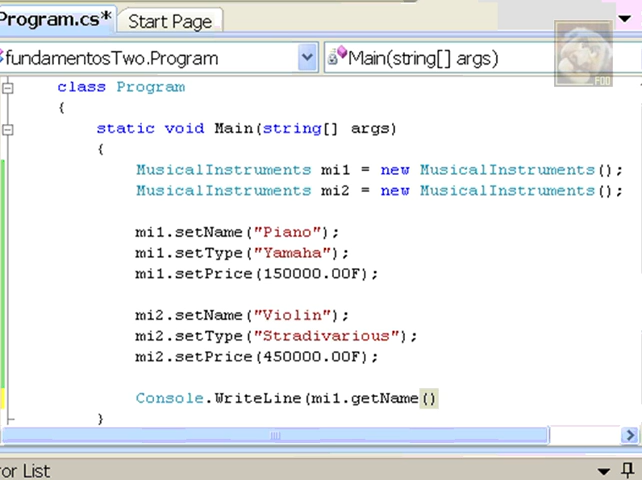 Program.cs* Start Page
fundamentosTwo.Program Main(string[] args)
class Program
{
static void Main(string[] args)
{
MusicalInstruments mi1 = new MusicalInstruments();
MusicalInstruments mi2 = new MusicalInstruments();
mi1.setName("Piano");
mi1.setType("Yamaha");
mi1.setPrice(150000.00F);
mi2.setName("Violin");
mi2.setType("Stradivarious");
mi2.setPrice(450000.00F);
Console.WriteLine(mi1.getName()
}
ror List